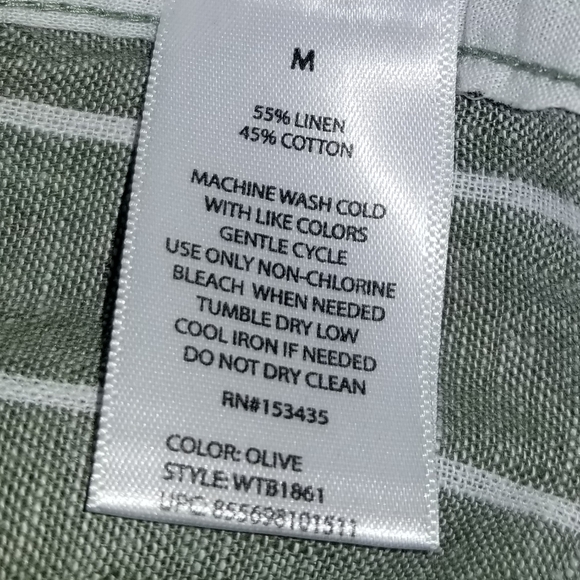 M
55% LINEN
45% COTTON
MACHINE WASH COLD
WITH LIKE COLORS
GENTLE CYCLE
USE ONLY NON-CHLORINE
BLEACH WHEN NEEDED
TUMBLE DRY LOW
COOL IRON IF NEEDED
DO NOT DRY CLEAN
RN#153435
COLOR: OLIVE
STYLE: WTB1861
UPC: 855698101511